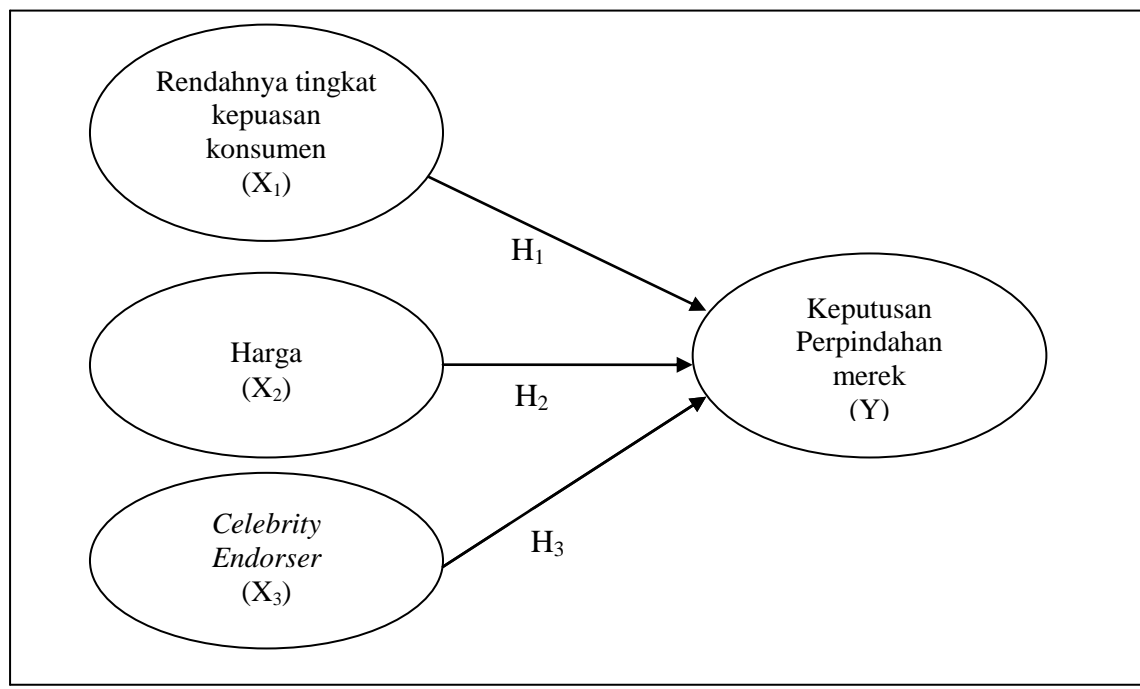 Rendahnya tingkat
kepuasan
konsumen
(X₁)
H₁
Harga
(X₂)
H₂
Celebrity
Endorser
(X₃)
H₃
Keputusan
Perpindahan
merek
(Y)